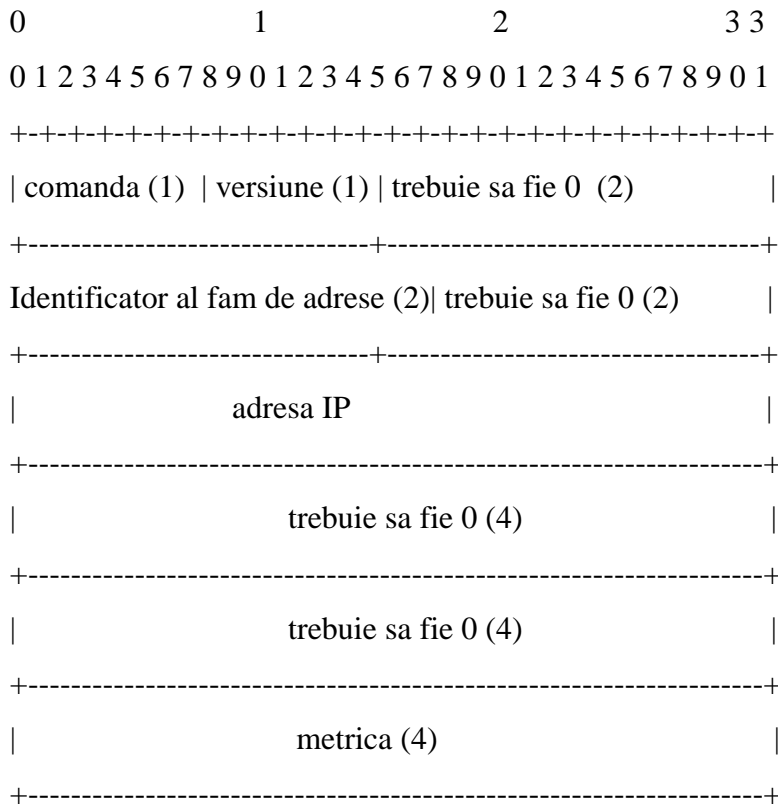 0 1 2 3 3
0 1 2 3 4 5 6 7 8 9 0 1 2 3 4 5 6 7 8 9 0 1 2 3 4 5 6 7 8 9 0 1
+-+-+-+-+-+-+-+-+-+-+-+-+-+-+-+-+-+-+-+-+-+-+-+-+-+-+
| comanda (1) | versiune (1) | trebuie sa fie 0 (2) |
+-------------------------------+----------------------------------+
Identificator al fam de adrese (2)| trebuie sa fie 0 (2) |
+-------------------------------+----------------------------------+
| adresa IP |
+------------------------------------------------------------------+
| trebuie sa fie 0 (4) |
+------------------------------------------------------------------+
| trebuie sa fie 0 (4) |
+------------------------------------------------------------------+
| metrica (4) |
+------------------------------------------------------------------+